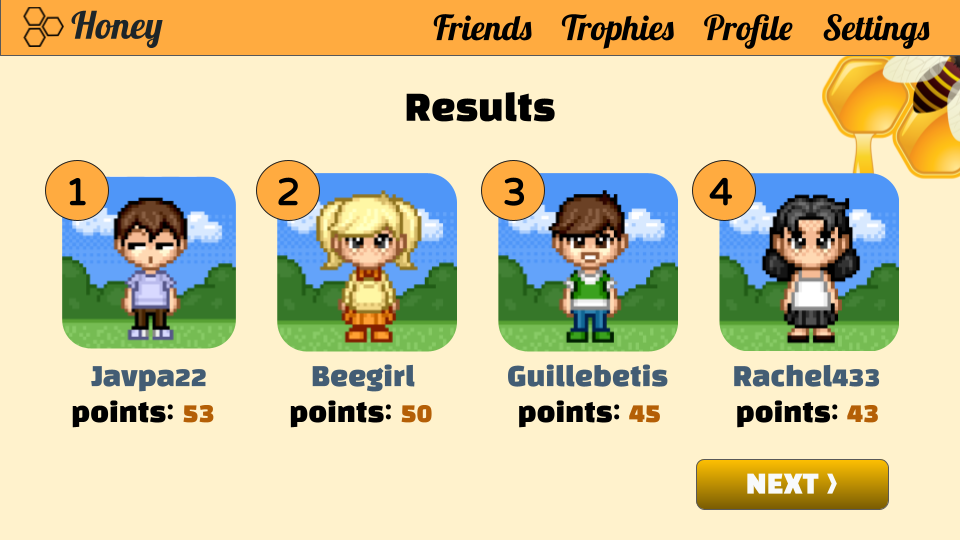 Honey
Friends Trophies Profile Settings
Results
1 2 3 4
Javpa22 Beegirl Guillebetis Rachel433
points: 53 points: 50 points: 45 points: 43
NEXT ⟩